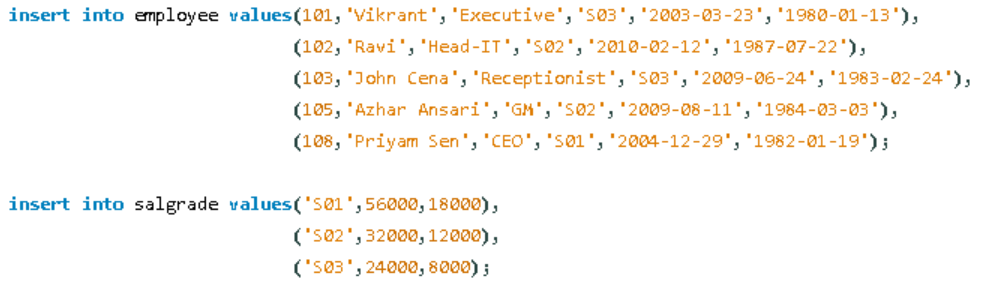 insert into employee values(101,'Vikrant','Executive','S03','2003-03-23','1980-01-13'),
(102,'Ravi','Head-IT','S02','2010-02-12','1987-07-22'),
(103,'John Cena','Receptionist','S03','2009-06-24','1983-02-24'),
(105,'Azhar Ansari','GM','S02','2009-08-11','1984-03-03'),
(108,'Priyam Sen','CEO','S01','2004-12-29','1982-01-19');
insert into salgrade values('S01',56000,18000),
('S02',32000,12000),
('S03',24000,8000);